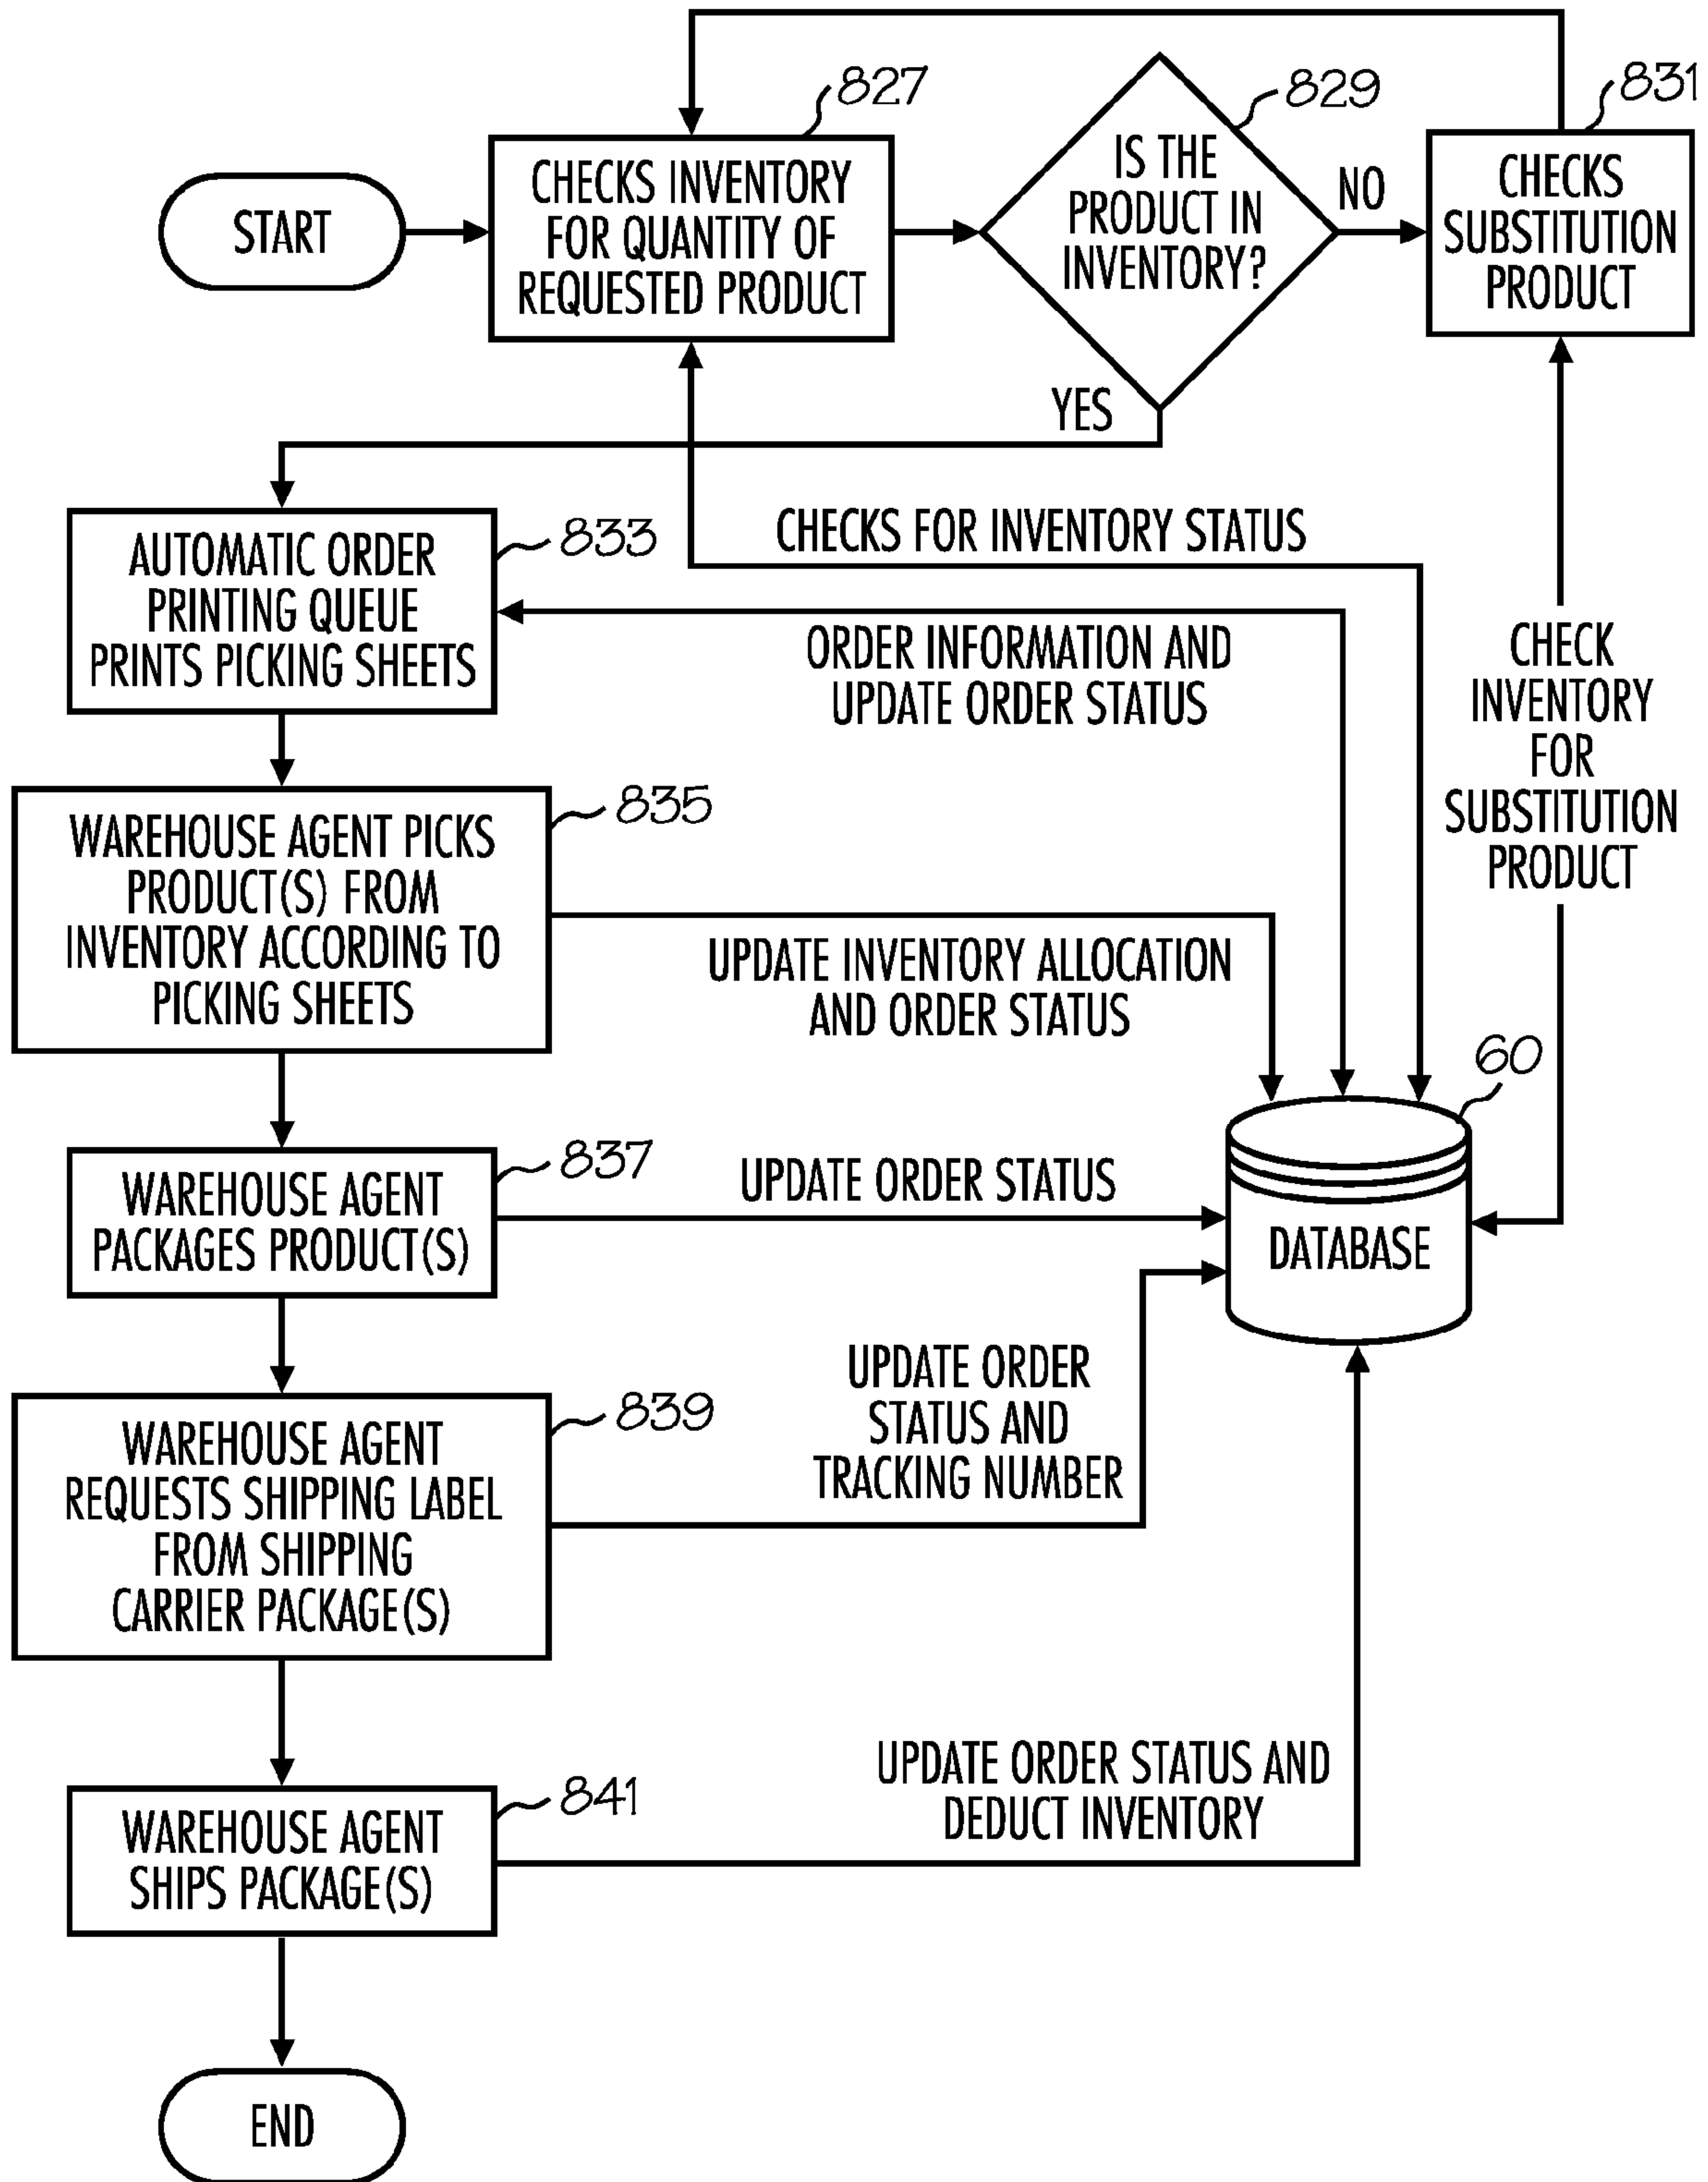 827
829
831
START
CHECKS INVENTORY
FOR QUANTITY OF
REQUESTED PRODUCT
IS THE
PRODUCT IN
INVENTORY?
NO
CHECKS
SUBSTITUTION
PRODUCT
YES
AUTOMATIC ORDER
PRINTING QUEUE
PRINTS PICKING SHEETS
833
CHECKS FOR INVENTORY STATUS
ORDER INFORMATION AND
UPDATE ORDER STATUS
CHECK
INVENTORY
FOR
SUBSTITUTION
PRODUCT
WAREHOUSE AGENT PICKS
PRODUCT(S) FROM
INVENTORY ACCORDING TO
PICKING SHEETS
835
UPDATE INVENTORY ALLOCATION
AND ORDER STATUS
60
WAREHOUSE AGENT
PACKAGES PRODUCT(S)
837
UPDATE ORDER STATUS
DATABASE
WAREHOUSE AGENT
REQUESTS SHIPPING LABEL
FROM SHIPPING
CARRIER PACKAGE(S)
839
UPDATE ORDER
STATUS AND
TRACKING NUMBER
WAREHOUSE AGENT
SHIPS PACKAGE(S)
841
UPDATE ORDER STATUS AND
DEDUCT INVENTORY
END